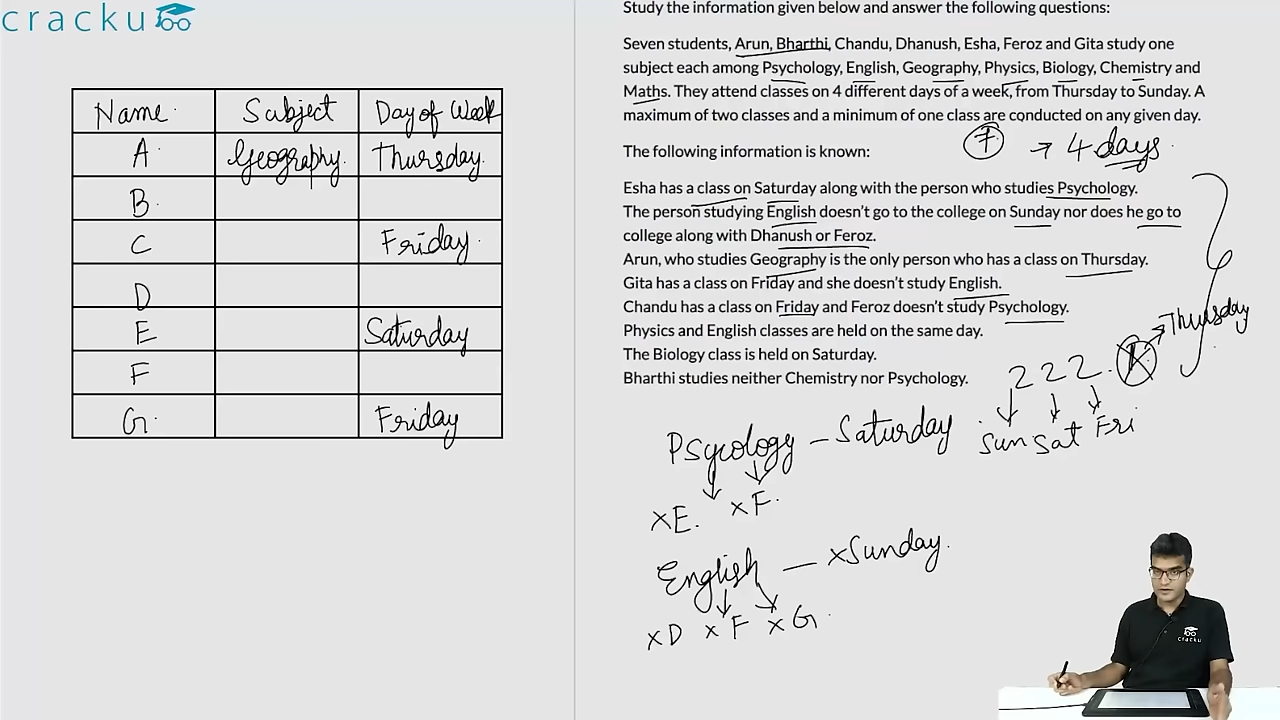 cracku
Name. Subject Day of Week
A. Geography. Thursday.
B.
C Friday.
D
E Saturday
F
G. Friday
Study the information given below and answer the following questions:
Seven students, Arun, Bharthi, Chandu, Dhanush, Esha, Feroz and Gita study one
subject each among Psychology, English, Geography, Physics, Biology, Chemistry and
Maths. They attend classes on 4 different days of a week, from Thursday to Sunday. A
maximum of two classes and a minimum of one class are conducted on any given day.
7 → 4 days.
The following information is known:
Esha has a class on Saturday along with the person who studies Psychology.
The person studying English doesn't go to the college on Sunday nor does he go to
college along with Dhanush or Feroz.
Arun, who studies Geography is the only person who has a class on Thursday.
Gita has a class on Friday and she doesn't study English.
Chandu has a class on Friday and Feroz doesn't study Psychology.
Physics and English classes are held on the same day.
The Biology class is held on Saturday.
Bharthi studies neither Chemistry nor Psychology.
2 2 2. 1 → Thursday
Sun Sat Fri
Psycology – Saturday
×E. ×F.
English — ×Sunday.
×D ×F ×G.
cracku